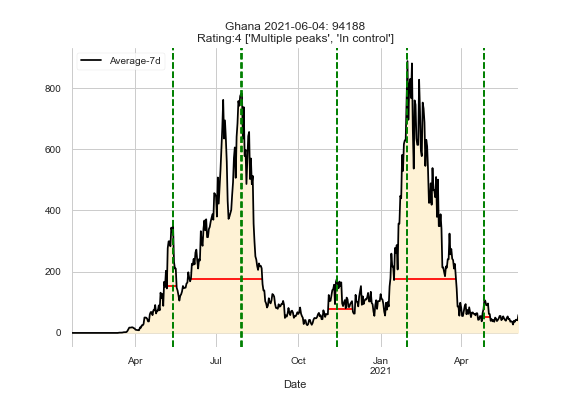 Ghana 2021-06-04: 94188
Rating:4 ['Multiple peaks', 'In control']
Average-7d
800
600
400
200
0
Apr
Jul
Oct
Jan
2021
Apr
Date